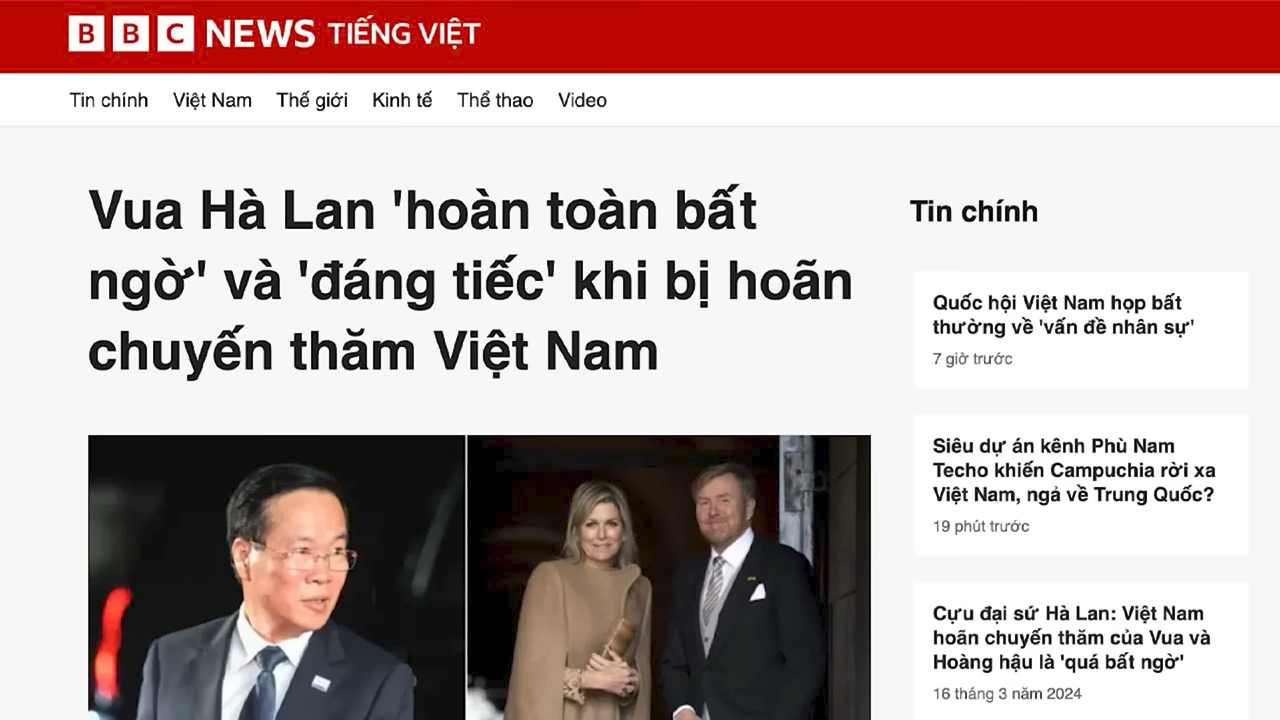 BBC NEWS TIẾNG VIỆT
Tin chính Việt Nam Thế giới Kinh tế Thể thao Video
Vua Hà Lan 'hoàn toàn bất
ngờ' và 'đáng tiếc' khi bị hoãn
chuyến thăm Việt Nam
Tin chính
Quốc hội Việt Nam họp bất
thường về 'vấn đề nhân sự'
7 giờ trước
Siêu dự án kênh Phù Nam
Techo khiến Campuchia rời xa
Việt Nam, ngả về Trung Quốc?
19 phút trước
Cựu đại sứ Hà Lan: Việt Nam
hoãn chuyến thăm của Vua và
Hoàng hậu là 'quá bất ngờ'
16 tháng 3 năm 2024